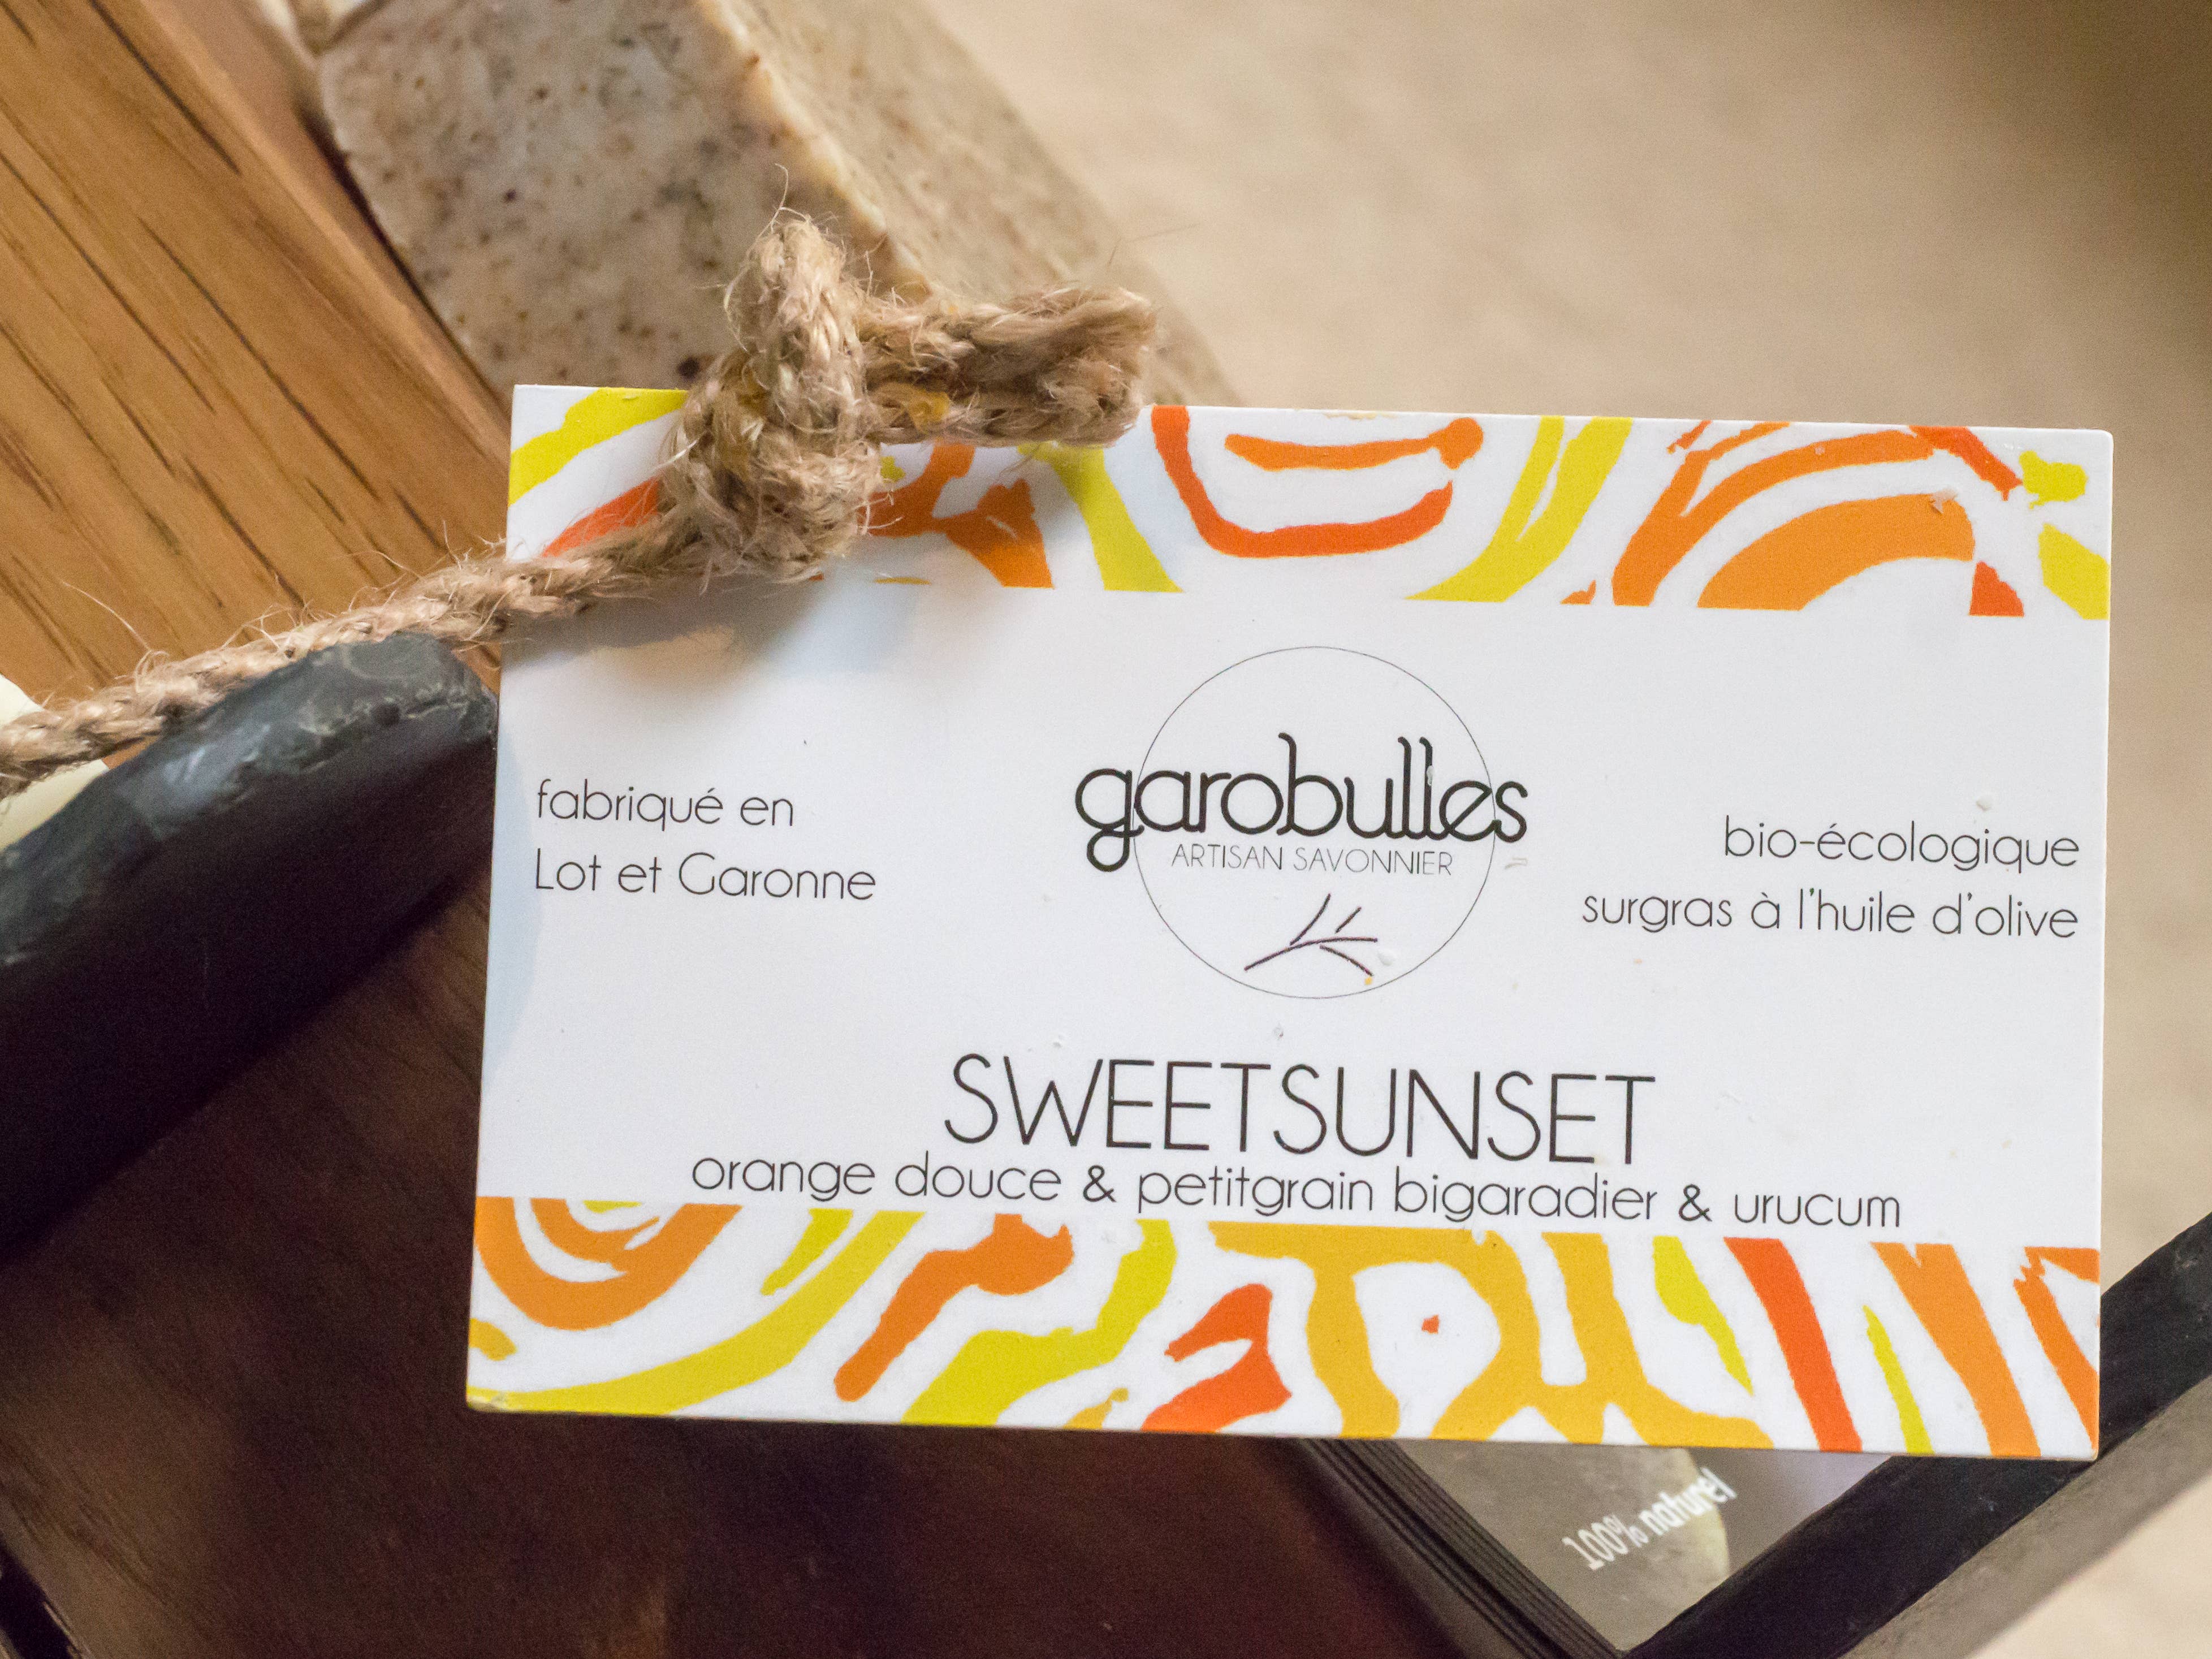 fabriqué en
Lot et Garonne
garobulles
ARTISAN SAVONNIER
bio-écologique
surgras à l'huile d'olive
SWEETSUNSET
orange douce & petitgrain bigaradier & urucum
100% naturel